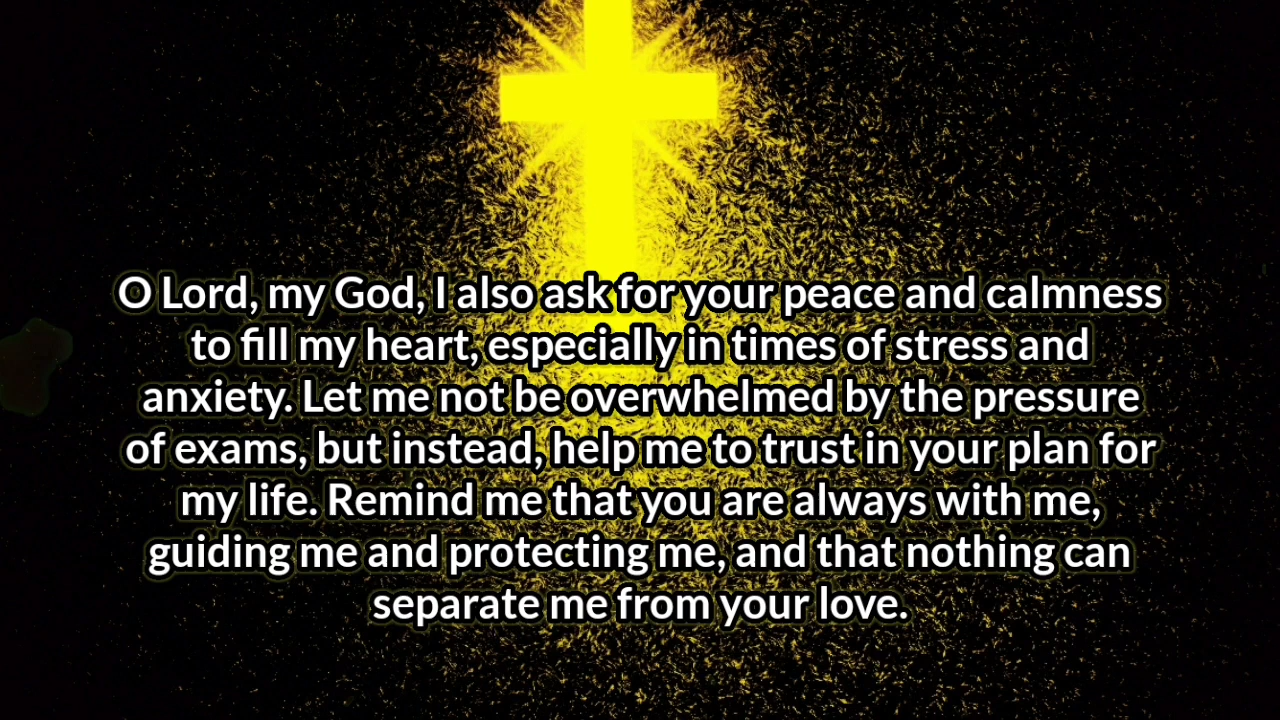 O Lord, my God, I also ask for your peace and calmness
to fill my heart, especially in times of stress and
anxiety. Let me not be overwhelmed by the pressure
of exams, but instead, help me to trust in your plan for
my life. Remind me that you are always with me,
guiding me and protecting me, and that nothing can
separate me from your love.